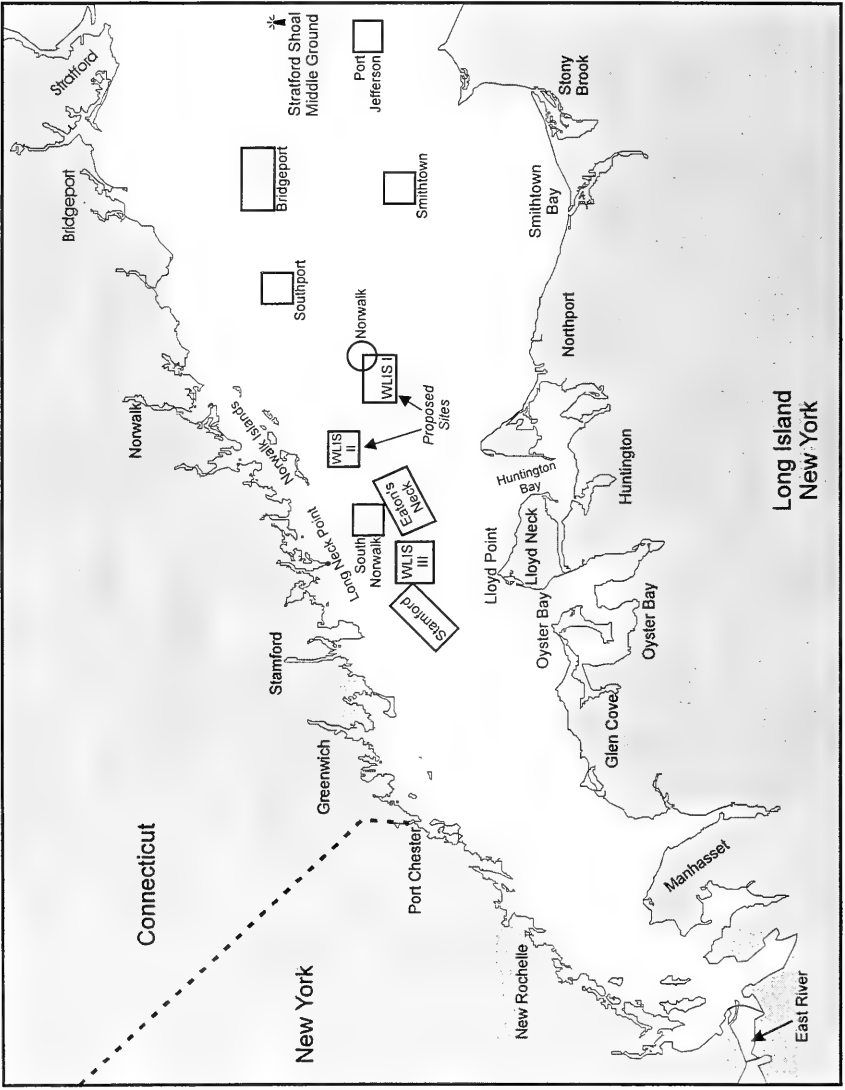 Connecticut
New York
Stratford
Bridgeport
Norwalk
Stamford
Greenwich
Port Chester
New Rochelle
East River
Manhasset
Norwalk Islands
Long Neck Point
Stratford Shoal
Middle Ground
Port
Jefferson
Bridgeport
Smithtown
Southport
Norwalk
WLIS I
Proposed
Sites
WLIS
II
Eaton's
Neck
South
Norwalk
WLIS
III
Stamford
Stony
Brook
Smithtown
Bay
Northport
Huntington
Bay
Huntington
Lloyd Point
Lloyd Neck
Oyster Bay
Oyster Bay
Glen Cove
Long Island
New York